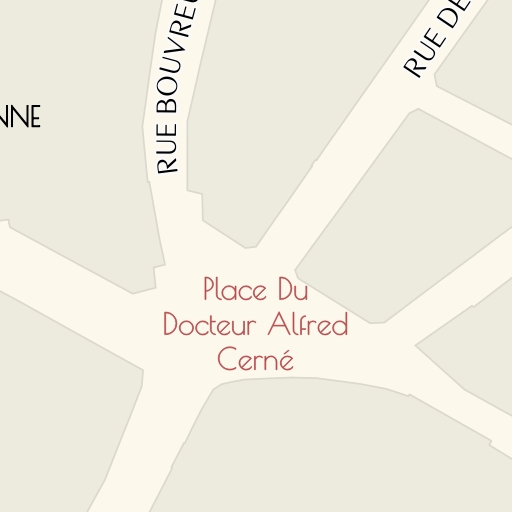 RUE DE
RUE BOUVREU
NNE
Place Du
Docteur Alfred
Cerné